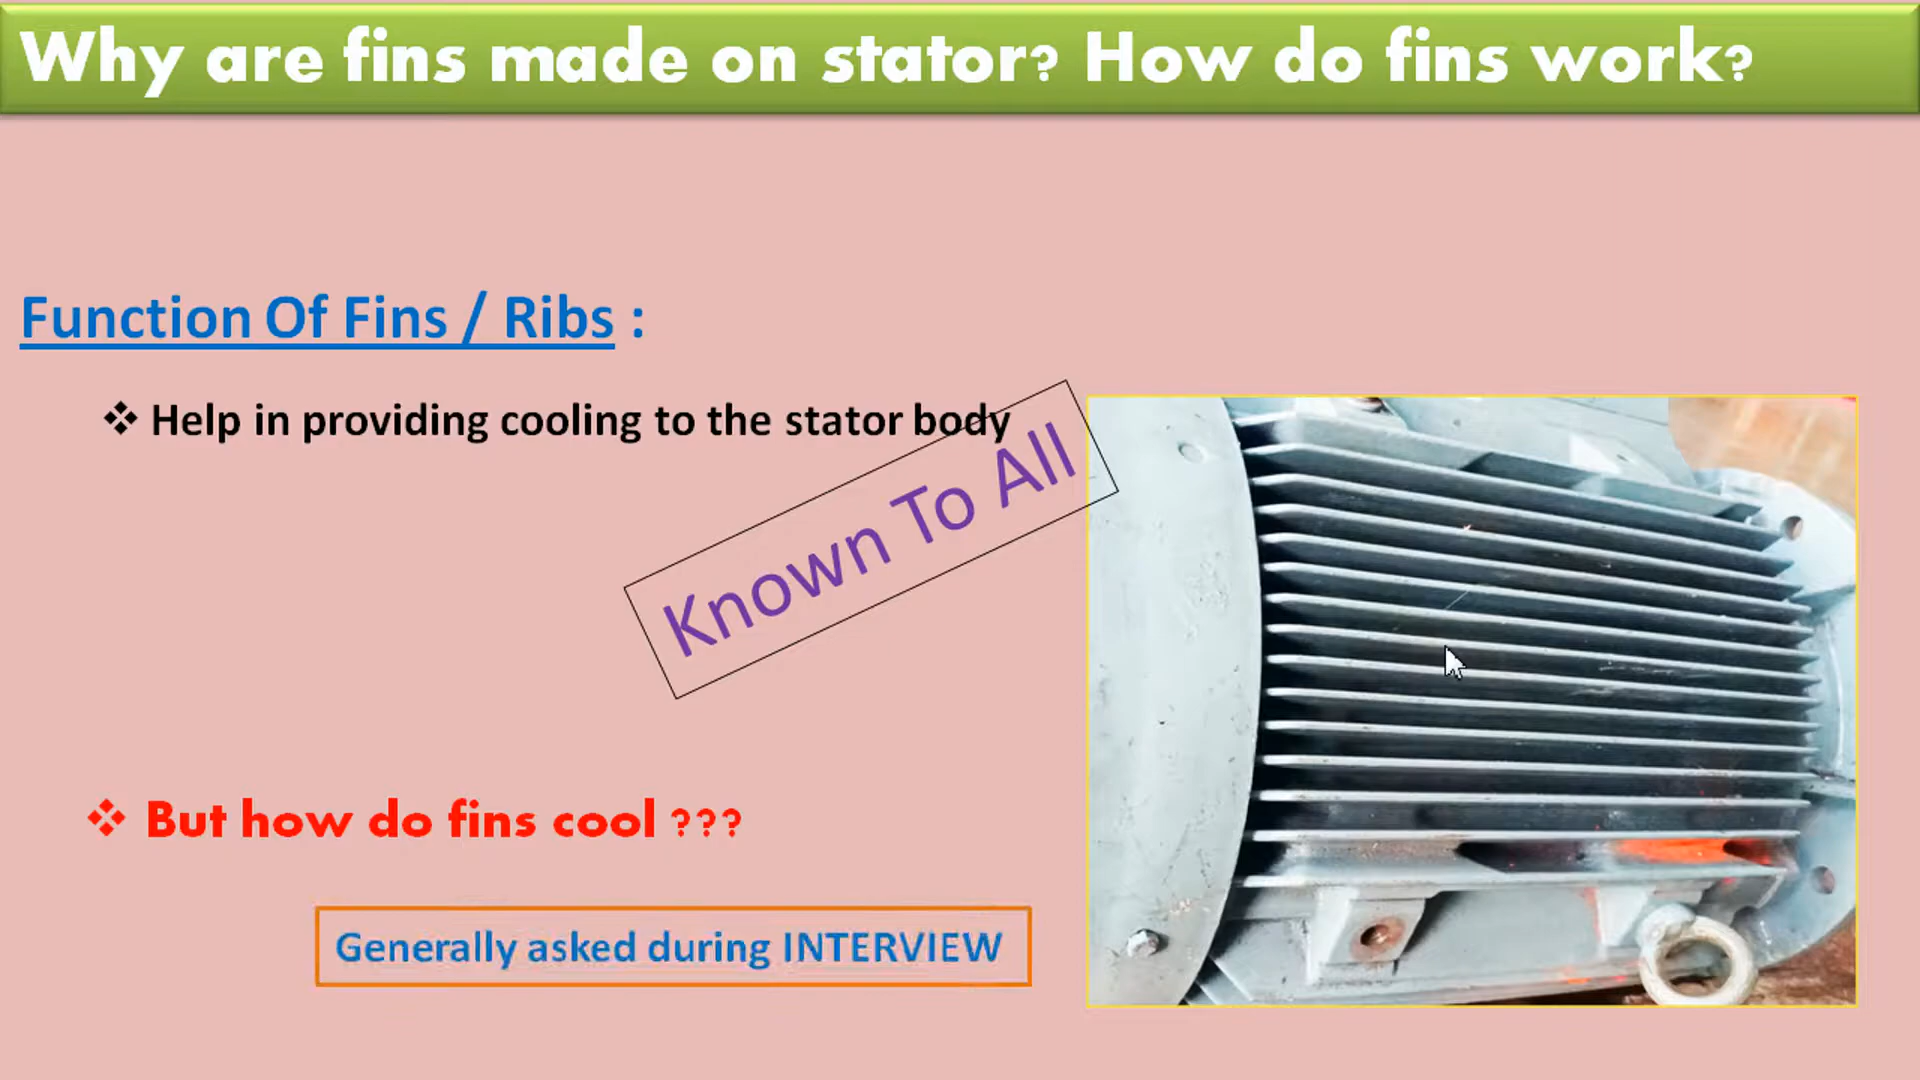 Why are fins made on stator? How do fins work?
Function Of Fins / Ribs :
❖ Help in providing cooling to the stator body
Known To All
❖ But how do fins cool ???
Generally asked during INTERVIEW